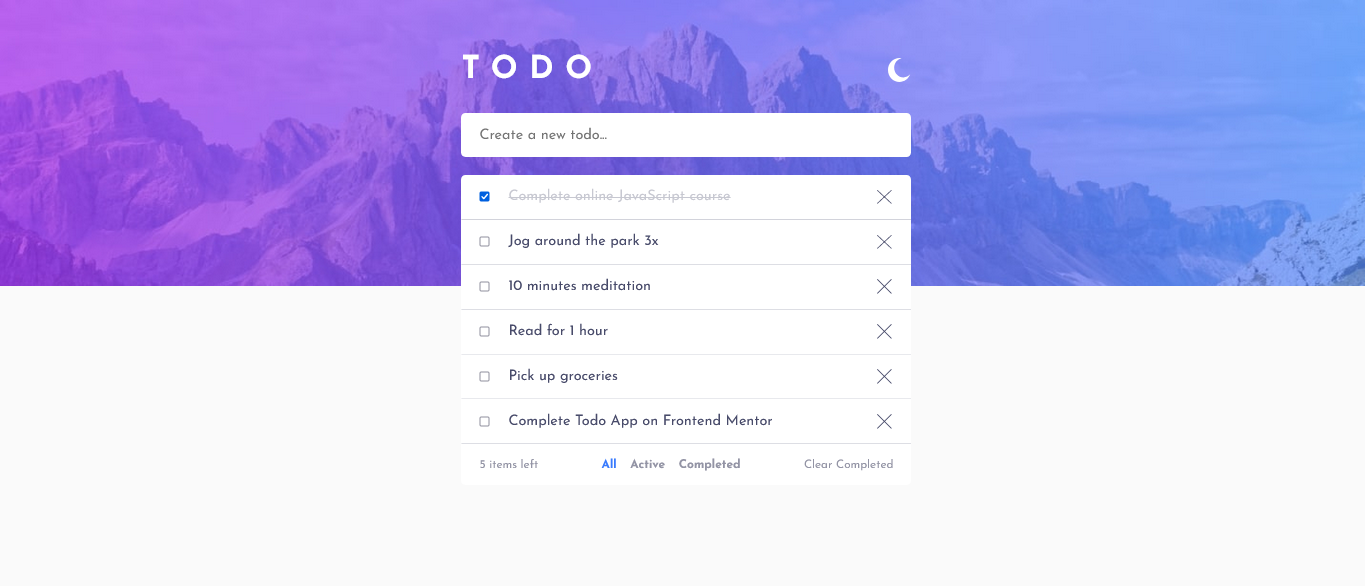 TODO
Create a new todo...
Complete online JavaScript course
Jog around the park 3x
10 minutes meditation
Read for 1 hour
Pick up groceries
Complete Todo App on Frontend Mentor
5 items left All Active Completed Clear Completed